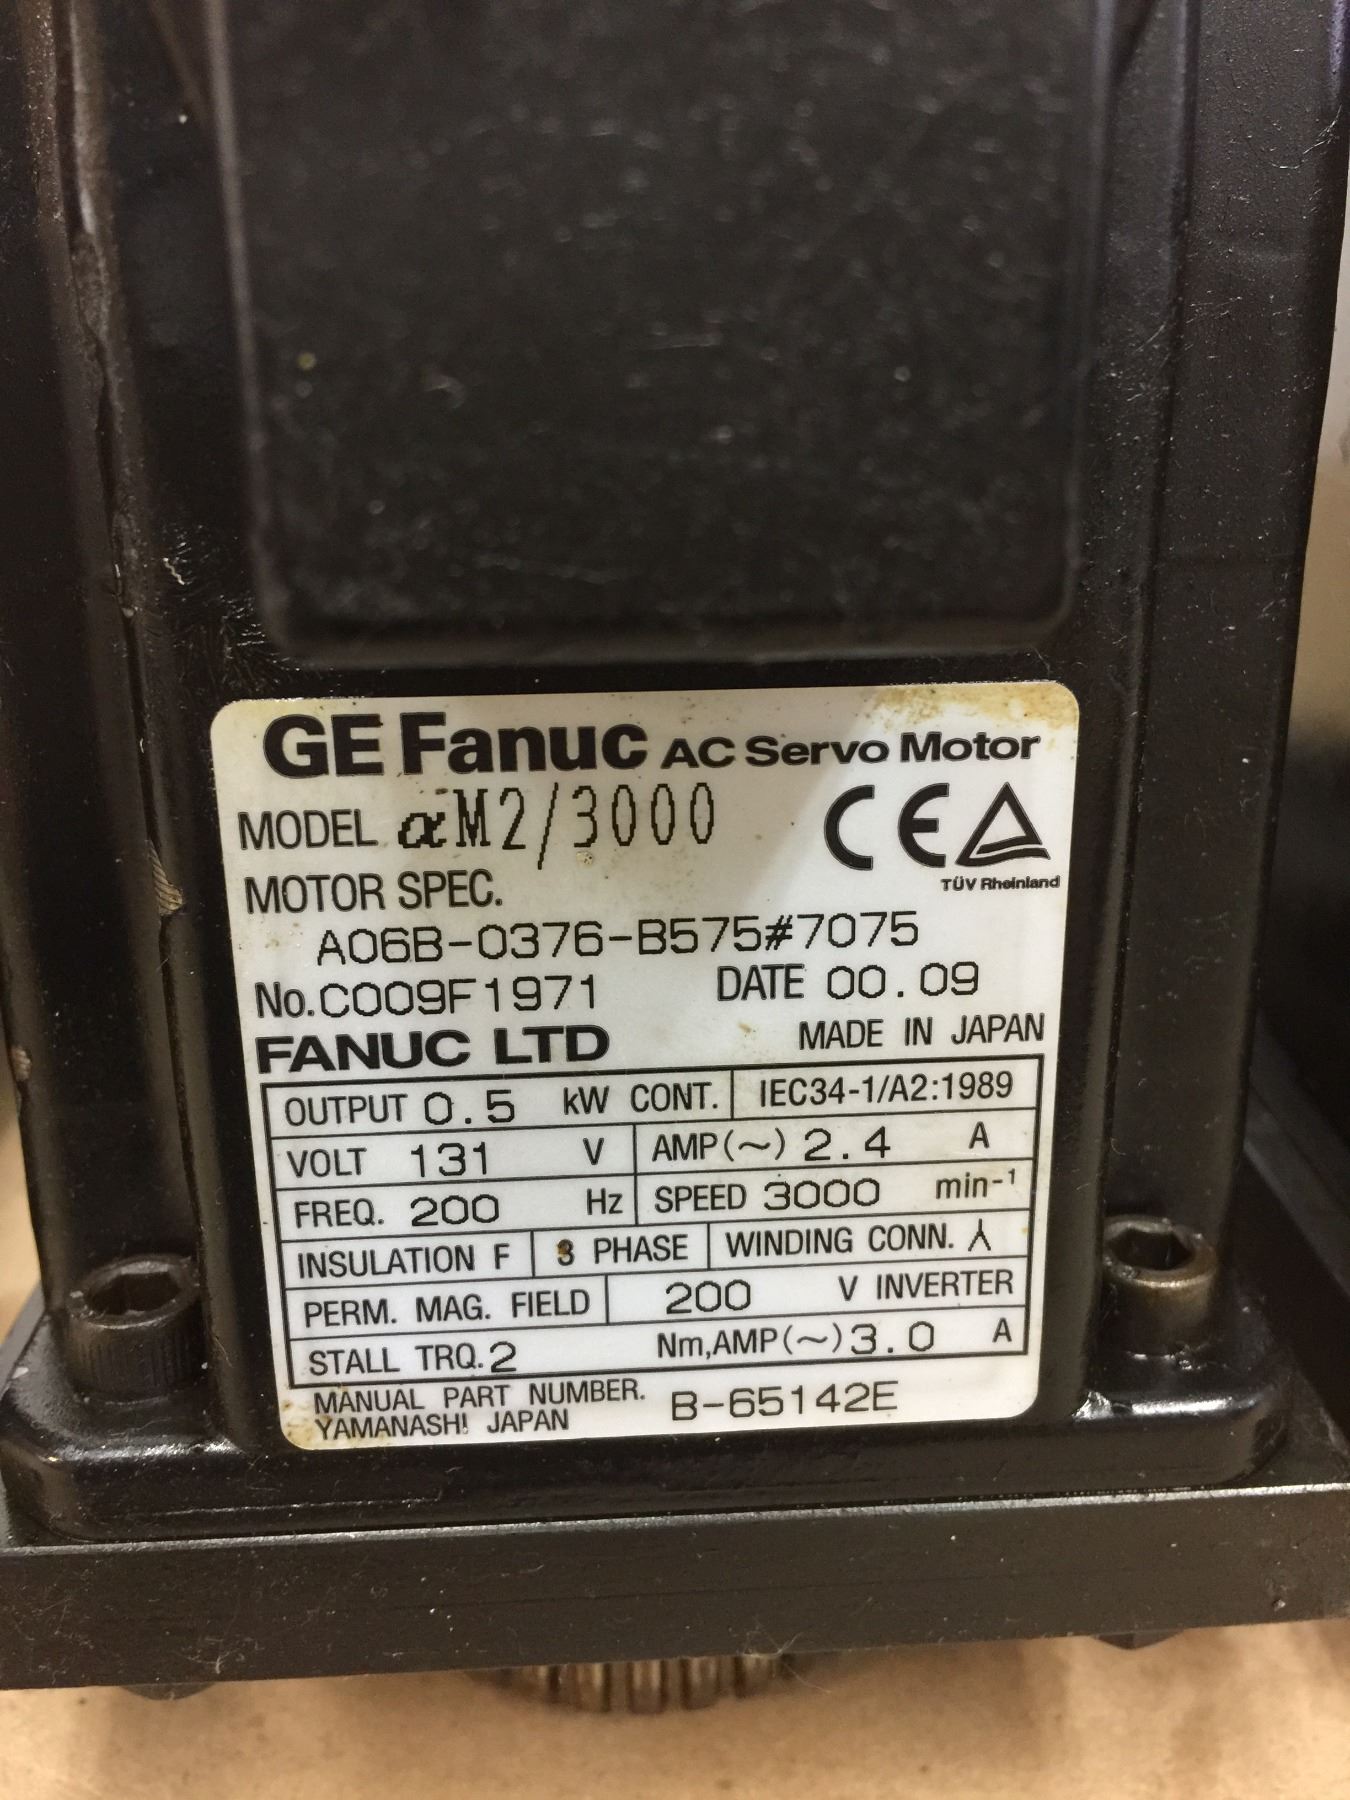 GE Fanuc AC Servo Motor
MODEL αM2/3000
CE
TÜV Rheinland
MOTOR SPEC.
A06B-0376-B575#7075
No.C009F1971 DATE 00.09
FANUC LTD MADE IN JAPAN
OUTPUT 0.5 kW CONT. IEC34-1/A2:1989
VOLT 131 V AMP(~) 2.4 A
FREQ. 200 Hz SPEED 3000 min-¹
INSULATION F 3 PHASE WINDING CONN. ⅄
PERM. MAG. FIELD 200 V INVERTER
STALL TRQ. 2 Nm,AMP(~) 3.0 A
MANUAL PART NUMBER. B-65142E
YAMANASHI JAPAN